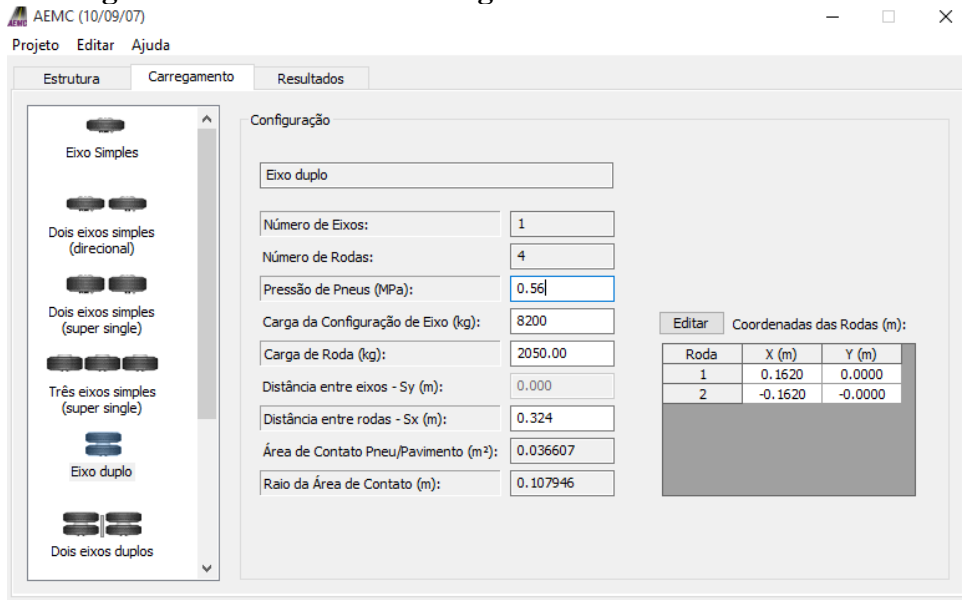 AEMC (10/09/07)
Projeto Editar Ajuda
Estrutura Carregamento Resultados
Eixo Simples
Dois eixos simples
(direcional)
Dois eixos simples
(super single)
Três eixos simples
(super single)
Eixo duplo
Dois eixos duplos
Configuração
Eixo duplo
Número de Eixos: 1
Número de Rodas: 4
Pressão de Pneus (MPa): 0.56
Carga da Configuração de Eixo (kg): 8200
Carga de Roda (kg): 2050.00
Distância entre eixos - Sy (m): 0.000
Distância entre rodas - Sx (m): 0.324
Área de Contato Pneu/Pavimento (m²): 0.036607
Raio da Área de Contato (m): 0.107946
Editar Coordenadas das Rodas (m):
Roda X (m) Y (m)
1 0.1620 0.0000
2 -0.1620 -0.0000